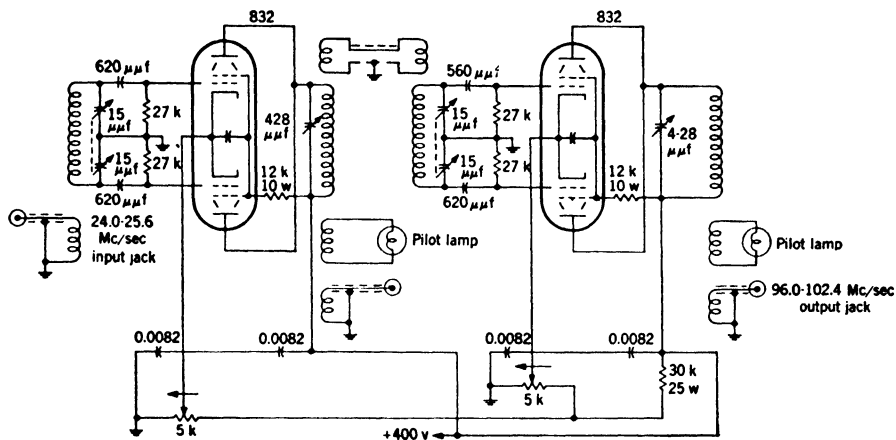 832
832
620 μμf
15
μμf
27 k
15
μμf
27 k
620 μμf
428
μμf
12 k
10 w
24.0-25.6
Mc/sec
input jack
Pilot lamp
560 μμf
15
μμf
27 k
15
μμf
27 k
620 μμf
4·28
μμf
12 k
10 w
Pilot lamp
96.0-102.4 Mc/sec
output jack
0.0082
0.0082
0.0082
0.0082
30 k
25 w
5 k
5 k
+400 v